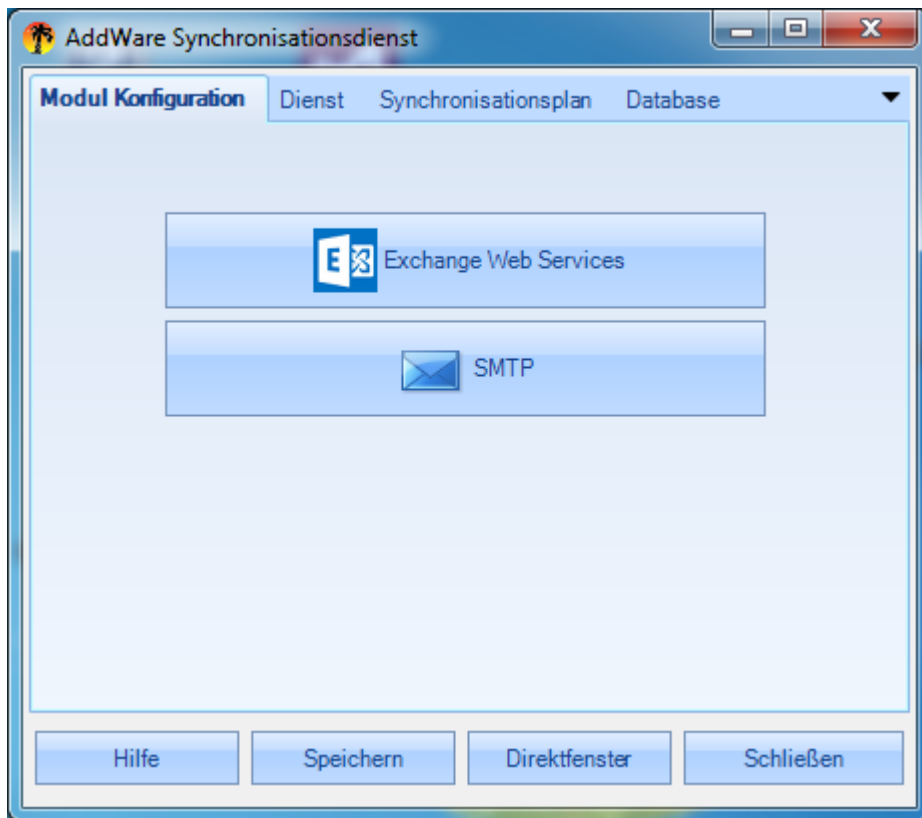 AddWare Synchronisationsdienst
Modul Konfiguration Dienst Synchronisationsplan Database
Exchange Web Services
SMTP
Hilfe Speichern Direktfenster Schließen